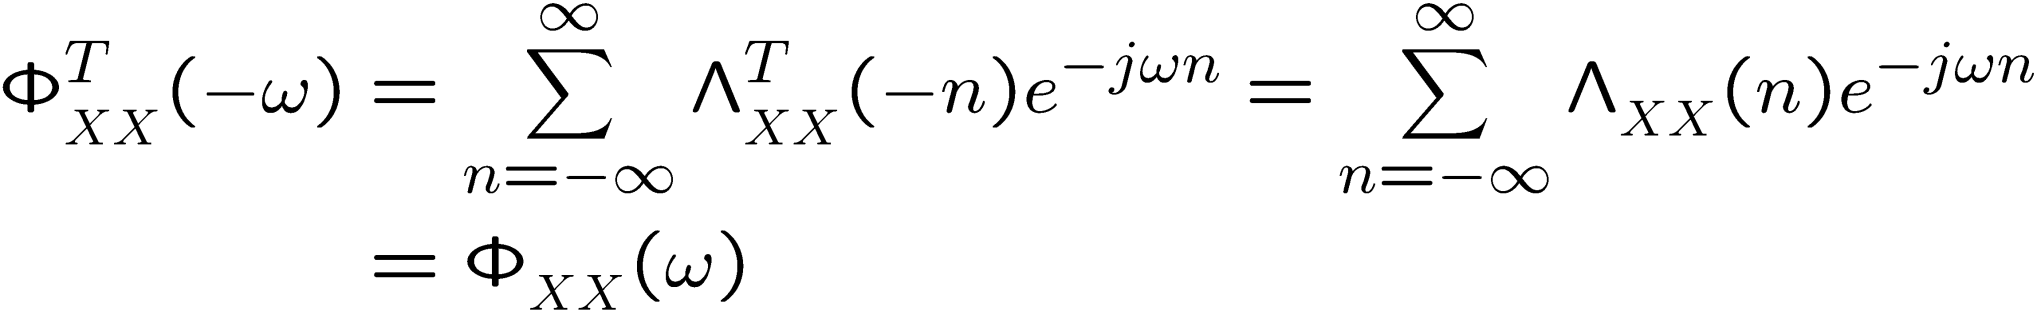 Φ^T_{XX}(−ω) = ∑_{n=−∞}^{∞} Λ^T_{XX}(−n)e^{−jωn} = ∑_{n=−∞}^{∞} Λ_{XX}(n)e^{−jωn}
= Φ_{XX}(ω)